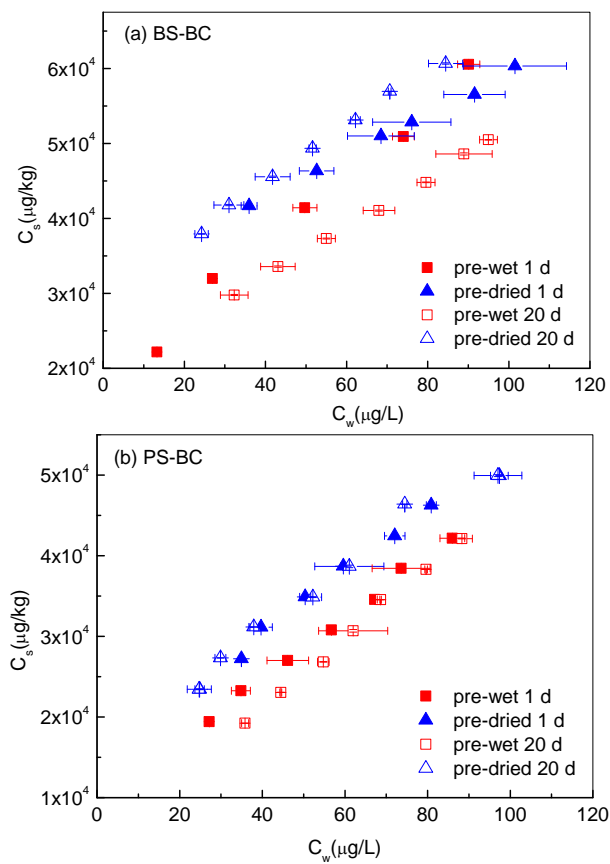 (a) BS-BC
6x10⁴
5x10⁴
4x10⁴
3x10⁴
2x10⁴
Cₛ(μg/kg)
pre-wet 1 d
pre-dried 1 d
pre-wet 20 d
pre-dried 20 d
0 20 40 60 80 100 120
C_w(μg/L)
(b) PS-BC
5x10⁴
4x10⁴
3x10⁴
2x10⁴
1x10⁴
Cₛ(μg/kg)
pre-wet 1 d
pre-dried 1 d
pre-wet 20 d
pre-dried 20 d
0 20 40 60 80 100 120
C_w(μg/L)